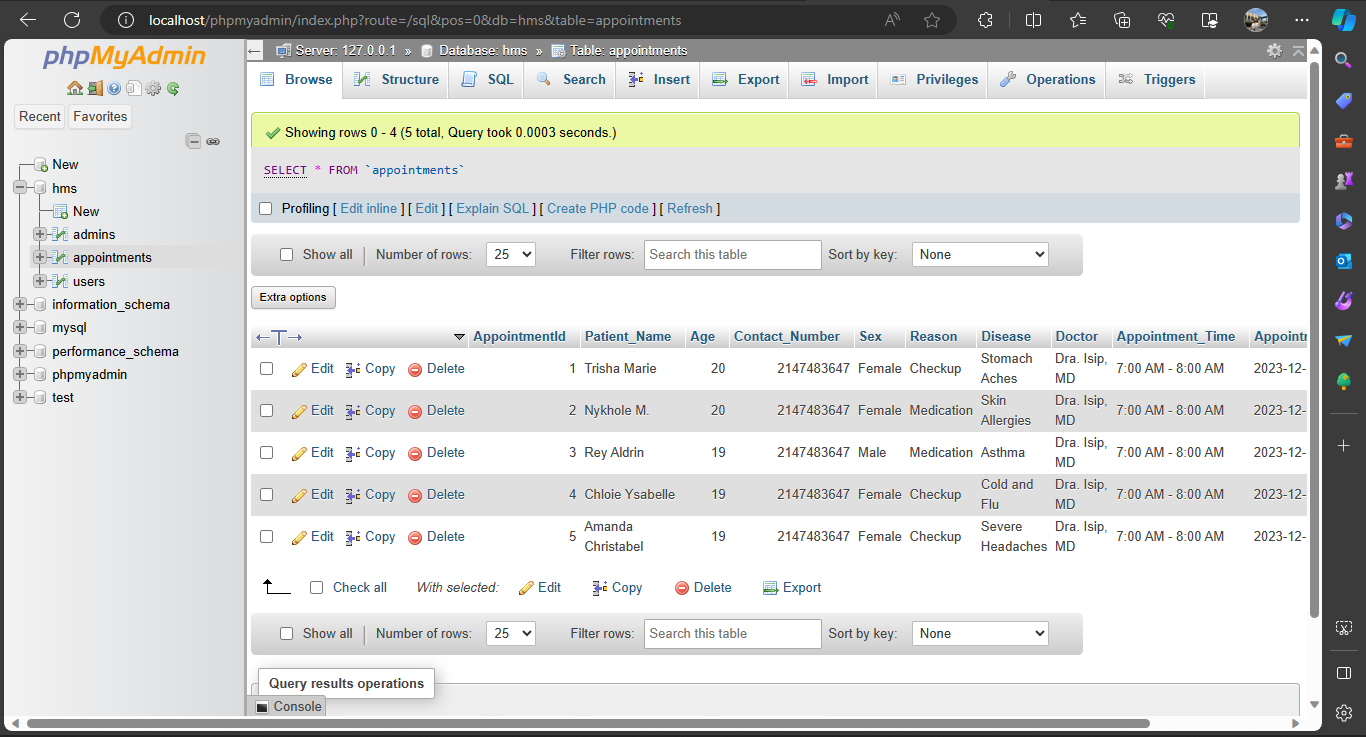 localhost/phpmyadmin/index.php?route=/sql&pos=0&db=hms&table=appointments
phpMyAdmin
Recent Favorites
New
hms
New
admins
appointments
users
information_schema
mysql
performance_schema
phpmyadmin
test
Server: 127.0.0.1 » Database: hms » Table: appointments
Browse Structure SQL Search Insert Export Import Privileges Operations Triggers
Showing rows 0 - 4 (5 total, Query took 0.0003 seconds.)
SELECT * FROM `appointments`
Profiling [ Edit inline ] [ Edit ] [ Explain SQL ] [ Create PHP code ] [ Refresh ]
Show all Number of rows: 25 Filter rows: Search this table Sort by key: None
Extra options
AppointmentId Patient_Name Age Contact_Number Sex Reason Disease Doctor Appointment_Time Appointm
Edit Copy Delete 1 Trisha Marie 20 2147483647 Female Checkup Stomach Aches Dra. Isip, MD 7:00 AM - 8:00 AM 2023-12-
Edit Copy Delete 2 Nykhole M. 20 2147483647 Female Medication Skin Allergies Dra. Isip, MD 7:00 AM - 8:00 AM 2023-12-
Edit Copy Delete 3 Rey Aldrin 19 2147483647 Male Medication Asthma Dra. Isip, MD 7:00 AM - 8:00 AM 2023-12-
Edit Copy Delete 4 Chloie Ysabelle 19 2147483647 Female Checkup Cold and Flu Dra. Isip, MD 7:00 AM - 8:00 AM 2023-12-
Edit Copy Delete 5 Amanda Christabel 19 2147483647 Female Checkup Severe Headaches Dra. Isip, MD 7:00 AM - 8:00 AM 2023-12-
Check all With selected: Edit Copy Delete Export
Show all Number of rows: 25 Filter rows: Search this table Sort by key: None
Query results operations
Console